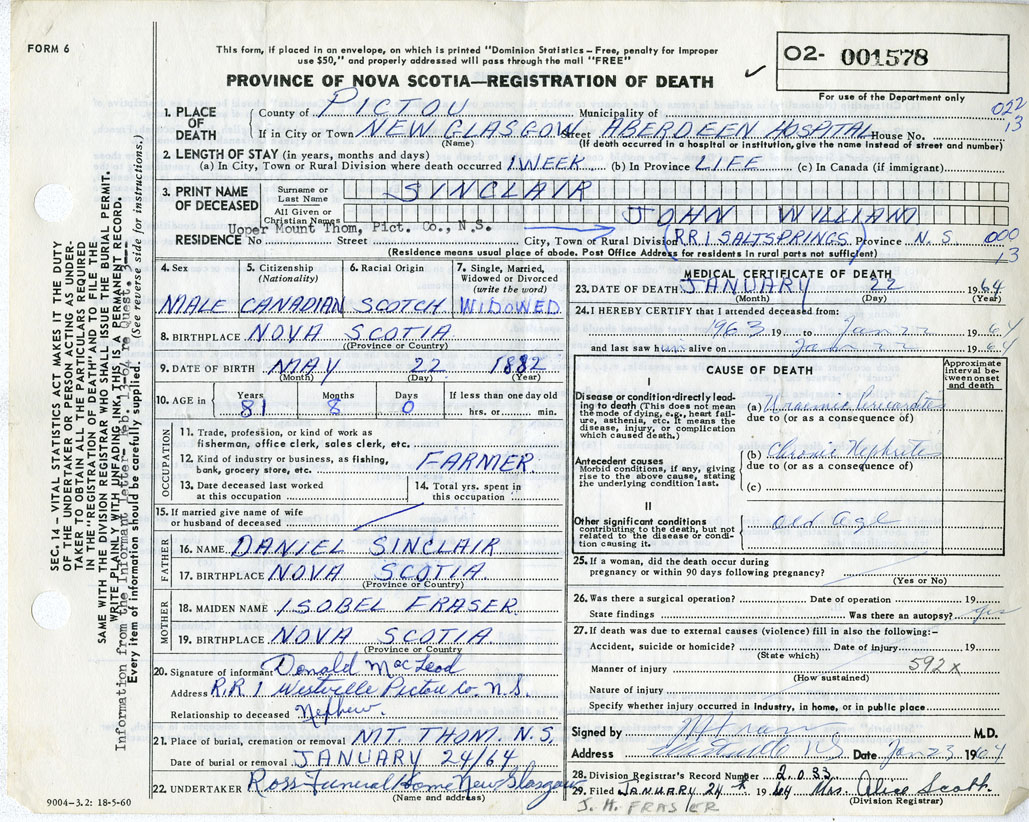 FORM 6
This form, if placed in an envelope, on which is printed "Dominion Statistics – Free, penalty for improper
use $50," and properly addressed will pass through the mail "FREE"
PROVINCE OF NOVA SCOTIA—REGISTRATION OF DEATH ✓
O2- 001578
For use of the Department only
1. PLACE OF DEATH
County of PICTOU Municipality of 022
If in City or Town NEW GLASGOW Street ABERDEEN HOSPITAL House No. 13
(Name) (If death occurred in a hospital or institution, give the name instead of street and number)
2. LENGTH OF STAY (in years, months and days)
(a) In City, Town or Rural Division where death occurred 1 WEEK (b) In Province LIFE (c) In Canada (if immigrant)
3. PRINT NAME OF DECEASED
Surname or Last Name SINCLAIR
All Given or Christian Names JOHN WILLIAM
Upper Mount Thom, Pict. Co., N.S.
RESIDENCE No Street City, Town or Rural Division R.R.1 SALTSPRINGS Province N.S. 000
13
(Residence means usual place of abode. Post Office Address for residents in rural parts not sufficient)
4. Sex 5. Citizenship (Nationality) 6. Racial Origin 7. Single, Married, Widowed or Divorced (write the word)
MALE CANADIAN SCOTCH WIDOWED
8. BIRTHPLACE NOVA SCOTIA
(Province or Country)
9. DATE OF BIRTH MAY 22 1882
(Month) (Day) (Year)
10. AGE in Years Months Days If less than one day old
81 8 0 hrs. or min.
OCCUPATION
11. Trade, profession, or kind of work as
fisherman, office clerk, sales clerk, etc.
12. Kind of industry or business, as fishing,
bank, grocery store, etc. FARMER
13. Date deceased last worked
at this occupation
14. Total yrs. spent in
this occupation
15. If married give name of wife
or husband of deceased
FATHER
16. NAME DANIEL SINCLAIR
17. BIRTHPLACE NOVA SCOTIA
(Province or Country)
MOTHER
18. MAIDEN NAME ISOBEL FRASER
19. BIRTHPLACE NOVA SCOTIA
(Province or Country)
20. Signature of informant Donald MacLeod
Address R.R. 1 Westville Pictou Co. N.S.
Relationship to deceased Nephew.
21. Place of burial, cremation or removal MT. THOM. N.S.
Date of burial or removal JANUARY 24/64
22. UNDERTAKER Ross Funeral Home New Glasgow
(Name and address)
MEDICAL CERTIFICATE OF DEATH
23. DATE OF DEATH JANUARY 22 1964
(Month) (Day) (Year)
24. I HEREBY CERTIFY that I attended deceased from:
1963 19 to Jan 22 1964
and last saw him alive on Jan 22 1964
CAUSE OF DEATH
Approximate interval between onset and death
I
Disease or condition directly leading to death (This does not mean
the mode of dying, e.g., heart failure, asthenia, etc. It means the
disease, injury, or complication which caused death.)
(a) Uraemic Pericarditis
due to (or as a consequence of)
Antecedent causes
Morbid conditions, if any, giving rise to the above cause, stating
the underlying condition last.
(b) Chronic Nephritis
due to (or as a consequence of)
(c)
II
Other significant conditions
contributing to the death, but not related to the disease or condition causing it.
Old Age
25. If a woman, did the death occur during
pregnancy or within 90 days following pregnancy?
(Yes or No)
26. Was there a surgical operation? Date of operation 19
State findings Was there an autopsy? yes
27. If death was due to external causes (violence) fill in also the following:–
Accident, suicide or homicide? Date of injury 19
(State which) 592x
Manner of injury
(How sustained)
Nature of injury
Specify whether injury occurred in industry, in home, or in public place
Signed by M.D.
Address Westville N.S. Date Jan 23 1964
28. Division Registrar's Record Number 2033
29. Filed JANUARY 24th 1964 Mrs. Alice Scott
(Division Registrar)
J. H. FRASER
9004–3.2: 18-5-60
SEC. 14 – VITAL STATISTICS ACT MAKES IT THE DUTY
OF THE UNDERTAKER OR PERSON ACTING AS UNDERTAKER
TO OBTAIN ALL THE PARTICULARS REQUIRED
IN THE "REGISTRATION OF DEATH" AND TO FILE THE
SAME WITH THE DIVISION REGISTRAR WHO SHALL ISSUE THE BURIAL PERMIT.
WRITE PLAINLY WITH UNFADING INK, THIS IS A PERMANENT RECORD.
Every item of information should be carefully supplied. (See reverse side for instructions.)
Information from the Informant letter